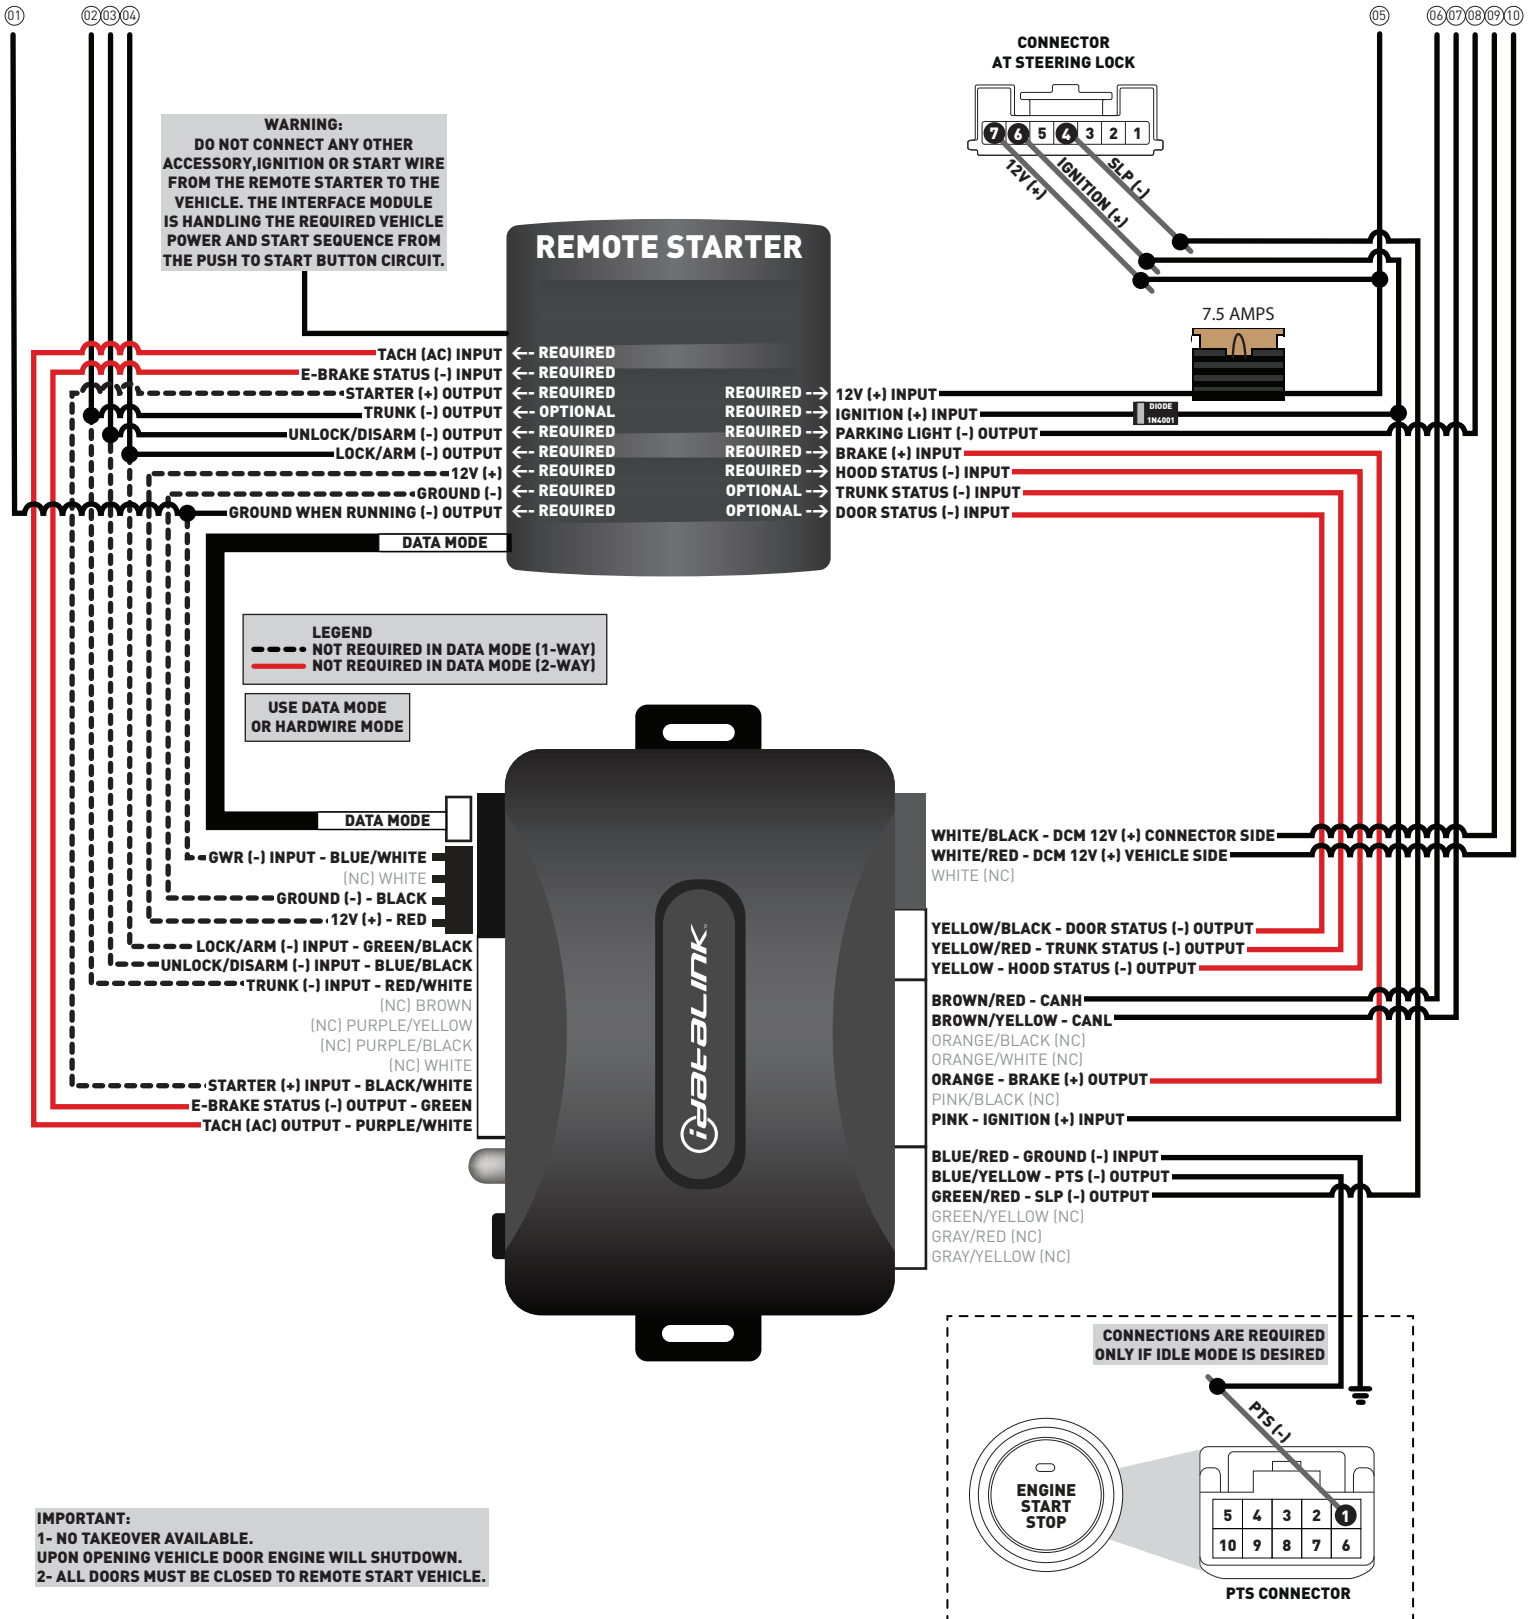 01
02 03 04
05
06 07 08 09 10
CONNECTOR
AT STEERING LOCK
7 6 5 4 3 2 1
12V (+)
IGNITION (+)
SLP (-)
WARNING:
DO NOT CONNECT ANY OTHER
ACCESSORY,IGNITION OR START WIRE
FROM THE REMOTE STARTER TO THE
VEHICLE. THE INTERFACE MODULE
IS HANDLING THE REQUIRED VEHICLE
POWER AND START SEQUENCE FROM
THE PUSH TO START BUTTON CIRCUIT.
REMOTE STARTER
7.5 AMPS
TACH (AC) INPUT ←-- REQUIRED
E-BRAKE STATUS (-) INPUT ←-- REQUIRED
STARTER (+) OUTPUT ←-- REQUIRED
TRUNK (-) OUTPUT ←-- OPTIONAL
UNLOCK/DISARM (-) OUTPUT ←-- REQUIRED
LOCK/ARM (-) OUTPUT ←-- REQUIRED
12V (+) ←-- REQUIRED
GROUND (-) ←-- REQUIRED
GROUND WHEN RUNNING (-) OUTPUT ←-- REQUIRED
DATA MODE
REQUIRED --→ 12V (+) INPUT
REQUIRED --→ IGNITION (+) INPUT
REQUIRED --→ PARKING LIGHT (-) OUTPUT
REQUIRED --→ BRAKE (+) INPUT
REQUIRED --→ HOOD STATUS (-) INPUT
OPTIONAL --→ TRUNK STATUS (-) INPUT
OPTIONAL --→ DOOR STATUS (-) INPUT
DIODE
1N4001
LEGEND
NOT REQUIRED IN DATA MODE (1-WAY)
NOT REQUIRED IN DATA MODE (2-WAY)
USE DATA MODE
OR HARDWIRE MODE
DATA MODE
GWR (-) INPUT - BLUE/WHITE
(NC) WHITE
GROUND (-) - BLACK
12V (+) - RED
LOCK/ARM (-) INPUT - GREEN/BLACK
UNLOCK/DISARM (-) INPUT - BLUE/BLACK
TRUNK (-) INPUT - RED/WHITE
(NC) BROWN
(NC) PURPLE/YELLOW
(NC) PURPLE/BLACK
(NC) WHITE
STARTER (+) INPUT - BLACK/WHITE
E-BRAKE STATUS (-) OUTPUT - GREEN
TACH (AC) OUTPUT - PURPLE/WHITE
idatalink™
WHITE/BLACK - DCM 12V (+) CONNECTOR SIDE
WHITE/RED - DCM 12V (+) VEHICLE SIDE
WHITE (NC)
YELLOW/BLACK - DOOR STATUS (-) OUTPUT
YELLOW/RED - TRUNK STATUS (-) OUTPUT
YELLOW - HOOD STATUS (-) OUTPUT
BROWN/RED - CANH
BROWN/YELLOW - CANL
ORANGE/BLACK (NC)
ORANGE/WHITE (NC)
ORANGE - BRAKE (+) OUTPUT
PINK/BLACK (NC)
PINK - IGNITION (+) INPUT
BLUE/RED - GROUND (-) INPUT
BLUE/YELLOW - PTS (-) OUTPUT
GREEN/RED - SLP (-) OUTPUT
GREEN/YELLOW (NC)
GRAY/RED (NC)
GRAY/YELLOW (NC)
CONNECTIONS ARE REQUIRED
ONLY IF IDLE MODE IS DESIRED
PTS (-)
ENGINE
START
STOP
5 4 3 2 1
10 9 8 7 6
PTS CONNECTOR
IMPORTANT:
1- NO TAKEOVER AVAILABLE.
UPON OPENING VEHICLE DOOR ENGINE WILL SHUTDOWN.
2- ALL DOORS MUST BE CLOSED TO REMOTE START VEHICLE.